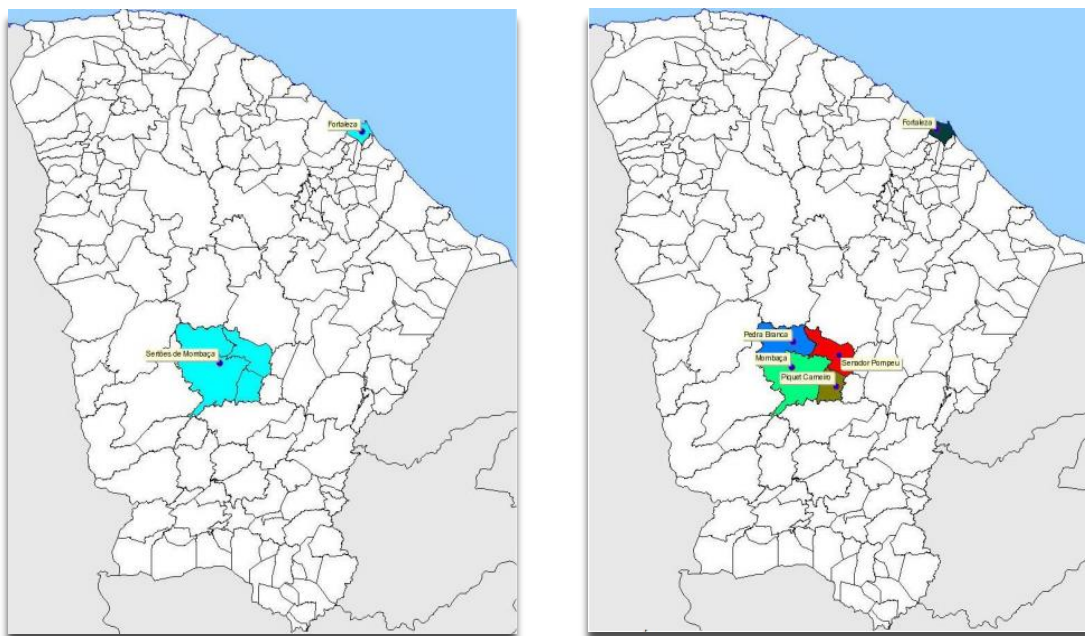 Fortaleza
Sertões de Mombaça
Fortaleza
Pedra Branca
Mombaça
Senador Pompeu
Piquet Carneiro